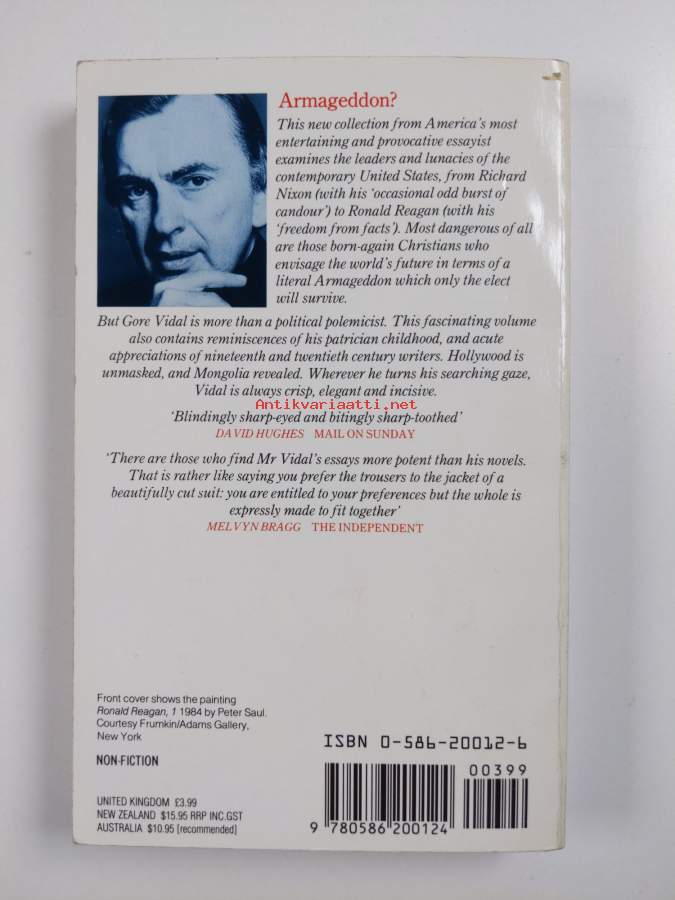 Armageddon?
This new collection from America's most
entertaining and provocative essayist
examines the leaders and lunacies of the
contemporary United States, from Richard
Nixon (with his 'occasional odd burst of
candour') to Ronald Reagan (with his
'freedom from facts'). Most dangerous of all
are those born-again Christians who
envisage the world's future in terms of a
literal Armageddon which only the elect
will survive.
But Gore Vidal is more than a political polemicist. This fascinating volume
also contains reminiscences of his patrician childhood, and acute
appreciations of nineteenth and twentieth century writers. Hollywood is
unmasked, and Mongolia revealed. Wherever he turns his searching gaze,
Vidal is always crisp, elegant and incisive.
Antikvariaatti.net
'Blindingly sharp-eyed and bitingly sharp-toothed'
DAVID HUGHES MAIL ON SUNDAY
'There are those who find Mr Vidal's essays more potent than his novels.
That is rather like saying you prefer the trousers to the jacket of a
beautifully cut suit: you are entitled to your preferences but the whole is
expressly made to fit together'
MELVYN BRAGG THE INDEPENDENT
Front cover shows the painting
Ronald Reagan, 1 1984 by Peter Saul.
Courtesy Frumkin/Adams Gallery,
New York
NON-FICTION
UNITED KINGDOM £3.99
NEW ZEALAND $15.95 RRP INC.GST
AUSTRALIA $10.95 [recommended]
ISBN 0-586-20012-6
00399
9 780586 200124